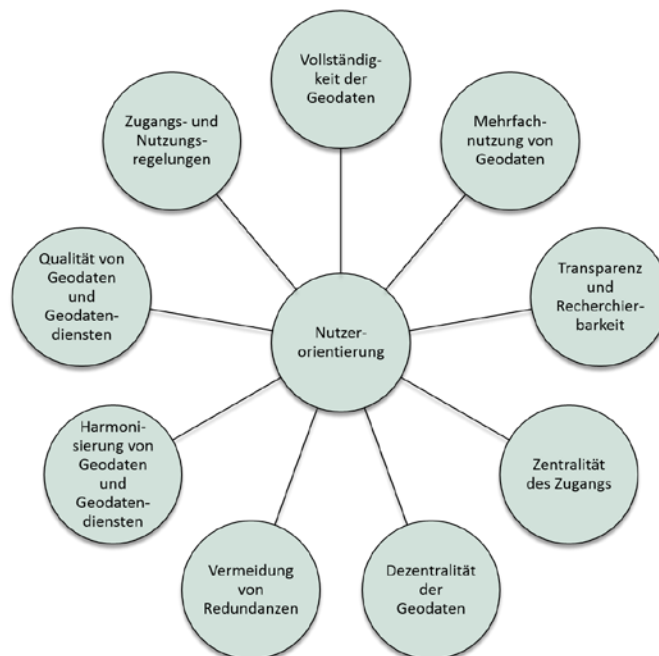 Vollständig-
keit der
Geodaten
Mehrfach-
nutzung von
Geodaten
Transparenz
und
Recherchier-
barkeit
Zentralität
des Zugangs
Dezentralität
der
Geodaten
Vermeidung
von
Redundanzen
Harmoni-
sierung von
Geodaten
und
Geodaten-
diensten
Qualität von
Geodaten
und
Geodaten-
diensten
Zugangs- und
Nutzungs-
regelungen
Nutzer-
orientierung